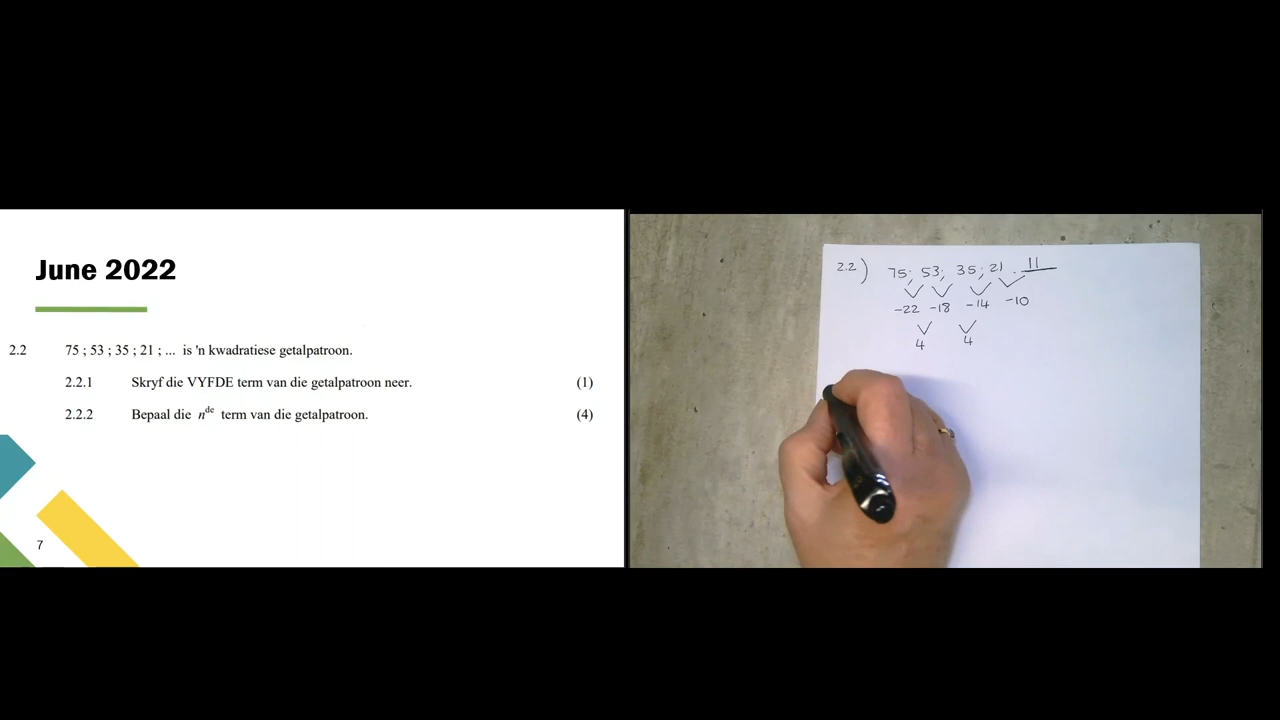 June 2022
2.2 75 ; 53 ; 35 ; 21 ; ... is 'n kwadratiese getalpatroon.
2.2.1 Skryf die VYFDE term van die getalpatroon neer. (1)
2.2.2 Bepaal die nde term van die getalpatroon. (4)
7
2.2) 75; 53; 35; 21. 11
-22 -18 -14 -10
4 4